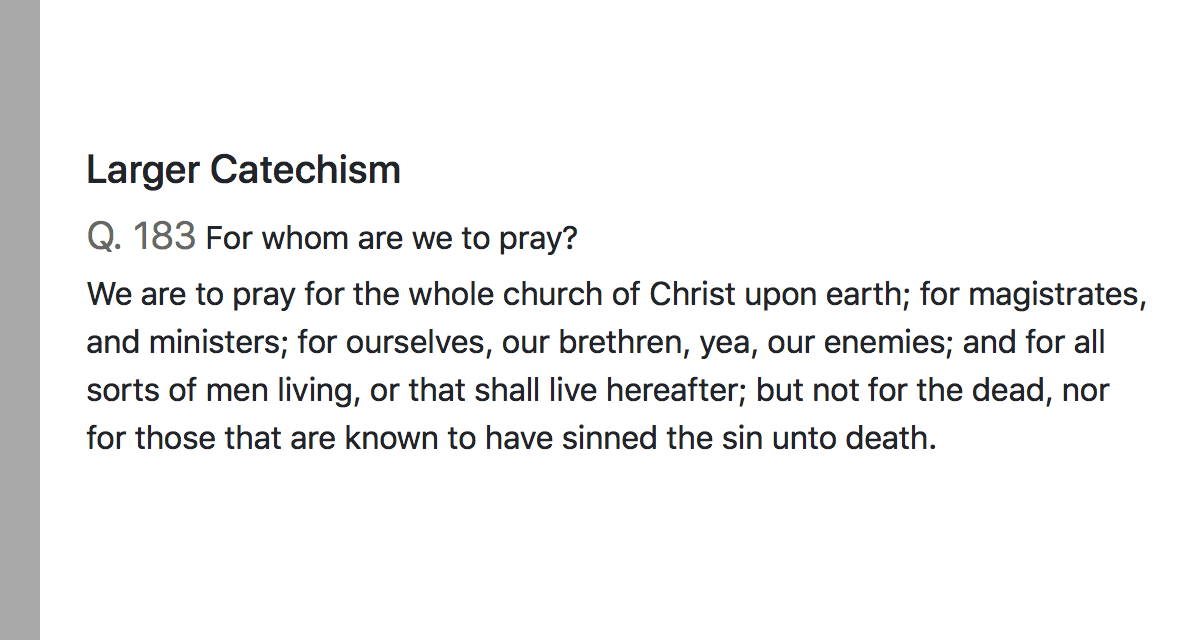 Larger Catechism
Q. 183 For whom are we to pray?
We are to pray for the whole church of Christ upon earth; for magistrates,
and ministers; for ourselves, our brethren, yea, our enemies; and for all
sorts of men living, or that shall live hereafter; but not for the dead, nor
for those that are known to have sinned the sin unto death.